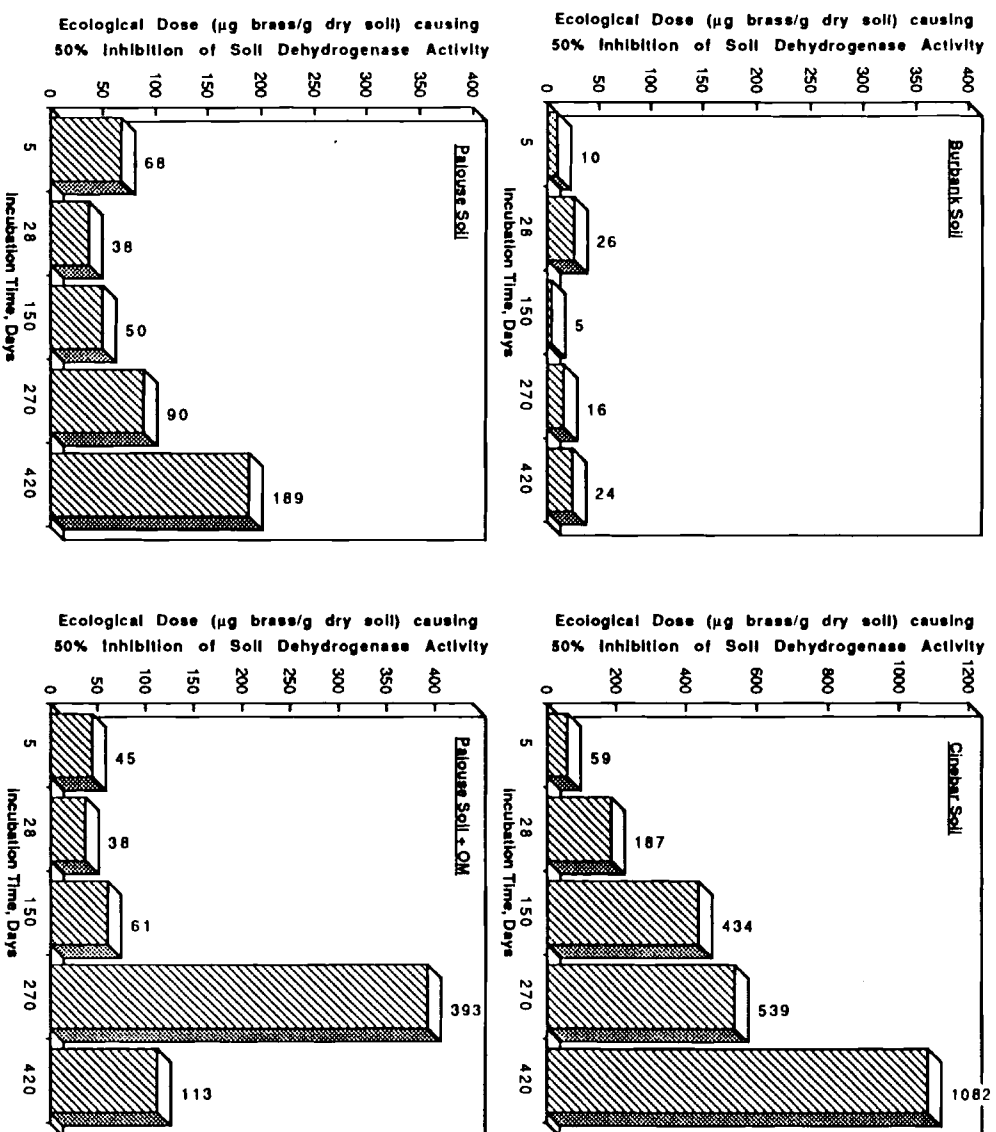 Ecological Dose (µg brass/g dry soil) causing
50% Inhibition of Soil Dehydrogenase Activity
0 50 100 150 200 250 300 350 400
Burbank Soil
10
26
5
16
24
5 28 150 270 420
Incubation Time, Days
Ecological Dose (µg brass/g dry soil) causing
50% Inhibition of Soil Dehydrogenase Activity
0 200 400 600 800 1000 1200
Cinebar Soil
59
187
434
539
1082
5 28 150 270 420
Incubation Time, Days
Ecological Dose (µg brass/g dry soil) causing
50% Inhibition of Soil Dehydrogenase Activity
0 50 100 150 200 250 300 350 400
Palouse Soil
68
38
50
90
189
5 28 150 270 420
Incubation Time, Days
Ecological Dose (µg brass/g dry soil) causing
50% Inhibition of Soil Dehydrogenase Activity
0 50 100 150 200 250 300 350 400
Palouse Soil + OM
45
38
61
393
113
5 28 150 270 420
Incubation Time, Days